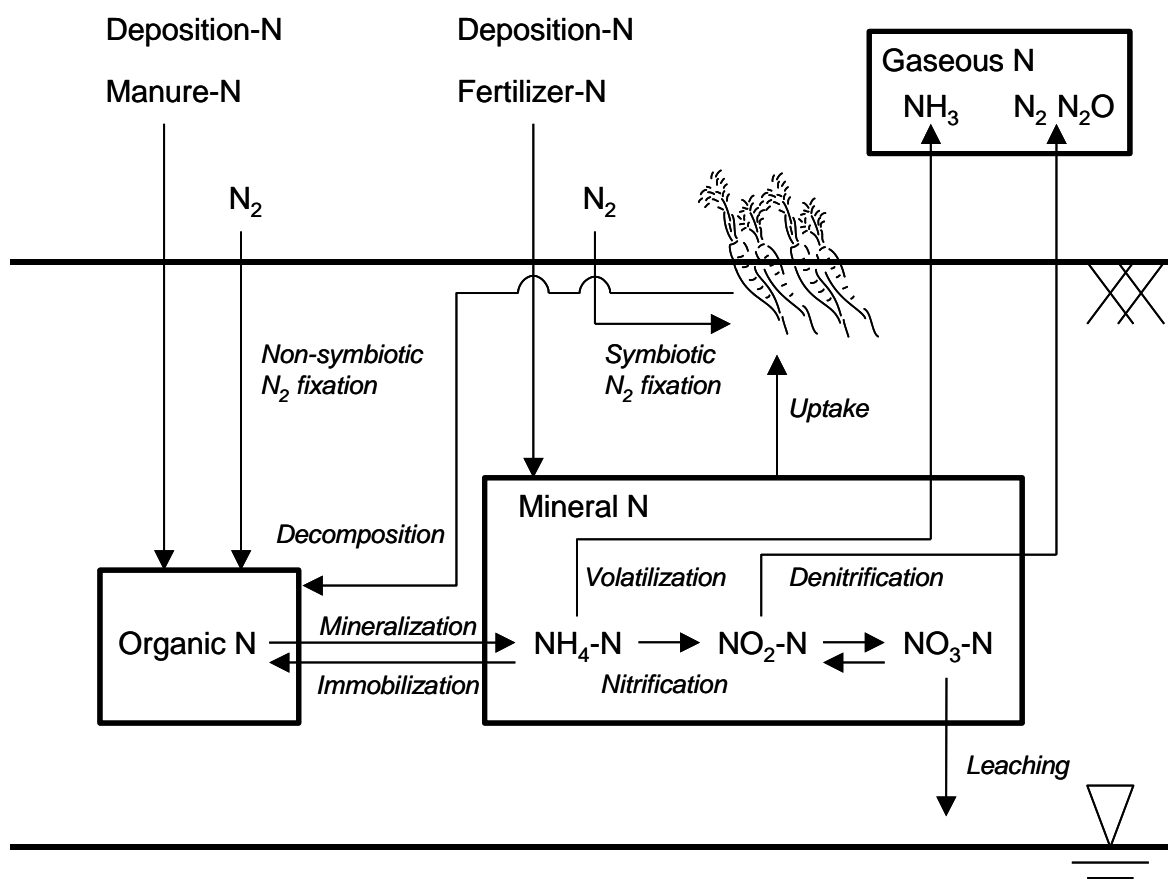 Deposition-N
Deposition-N
Gaseous N
Manure-N
Fertilizer-N
NH₃
N₂ N₂O
N₂
N₂
Non-symbiotic
N₂ fixation
Symbiotic
N₂ fixation
Uptake
Mineral N
Decomposition
Volatilization
Denitrification
Organic N
Mineralization
NH₄-N
NO₂-N
NO₃-N
Immobilization
Nitrification
Leaching